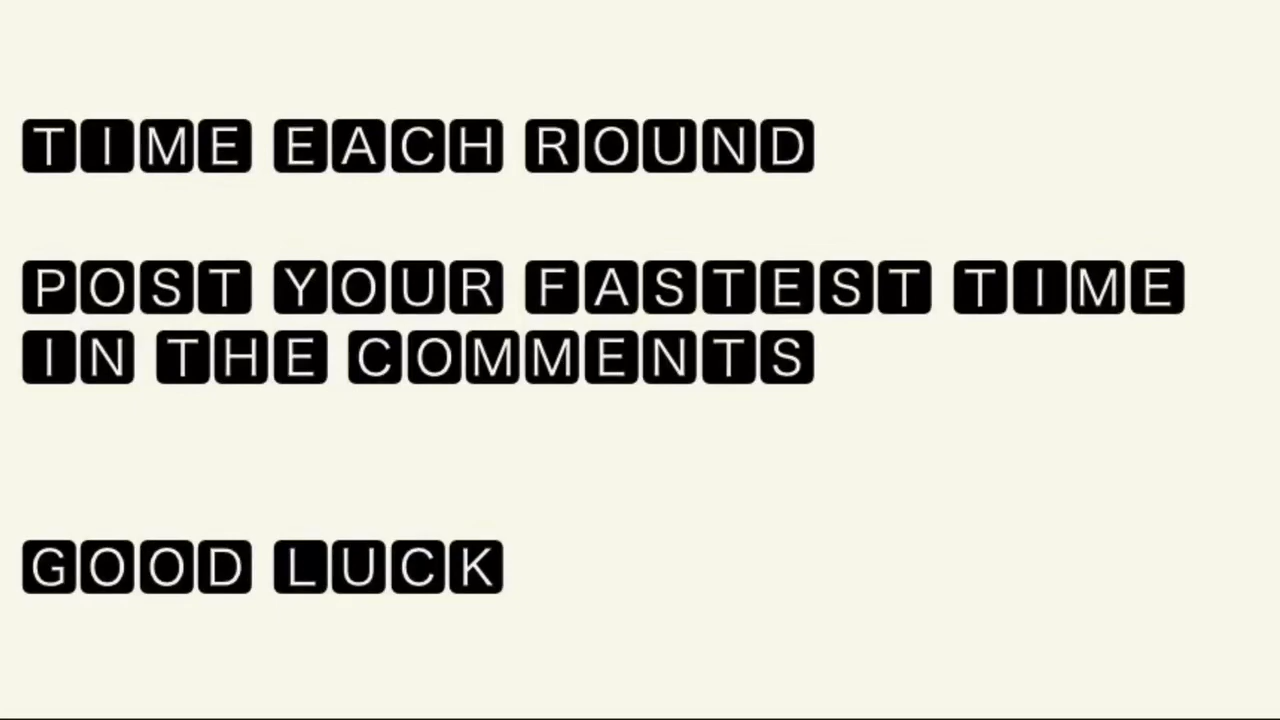 TIME EACH ROUND
POST YOUR FASTEST TIME
IN THE COMMENTS
GOOD LUCK